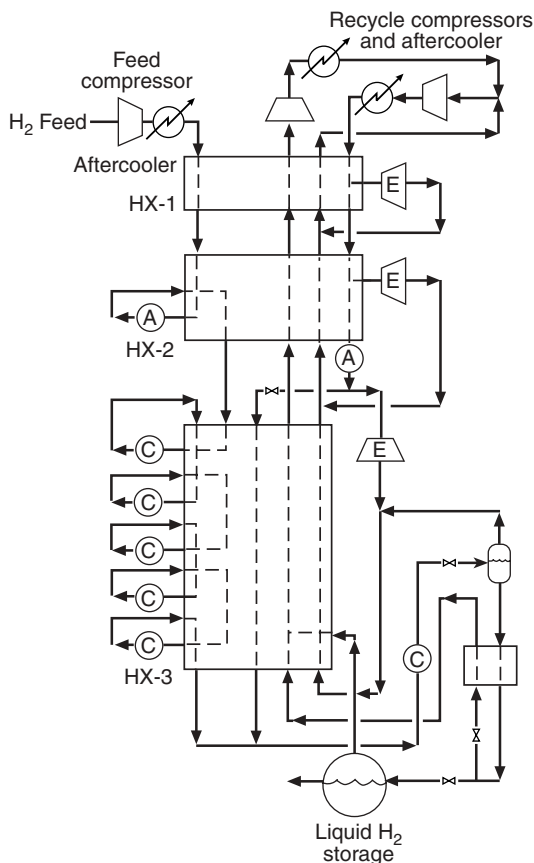 Recycle compressors
and aftercooler
Feed
compressor
H₂ Feed
Aftercooler
HX-1
E
E
A
HX-2
A
E
C
C
C
C
C
HX-3
C
Liquid H₂
storage